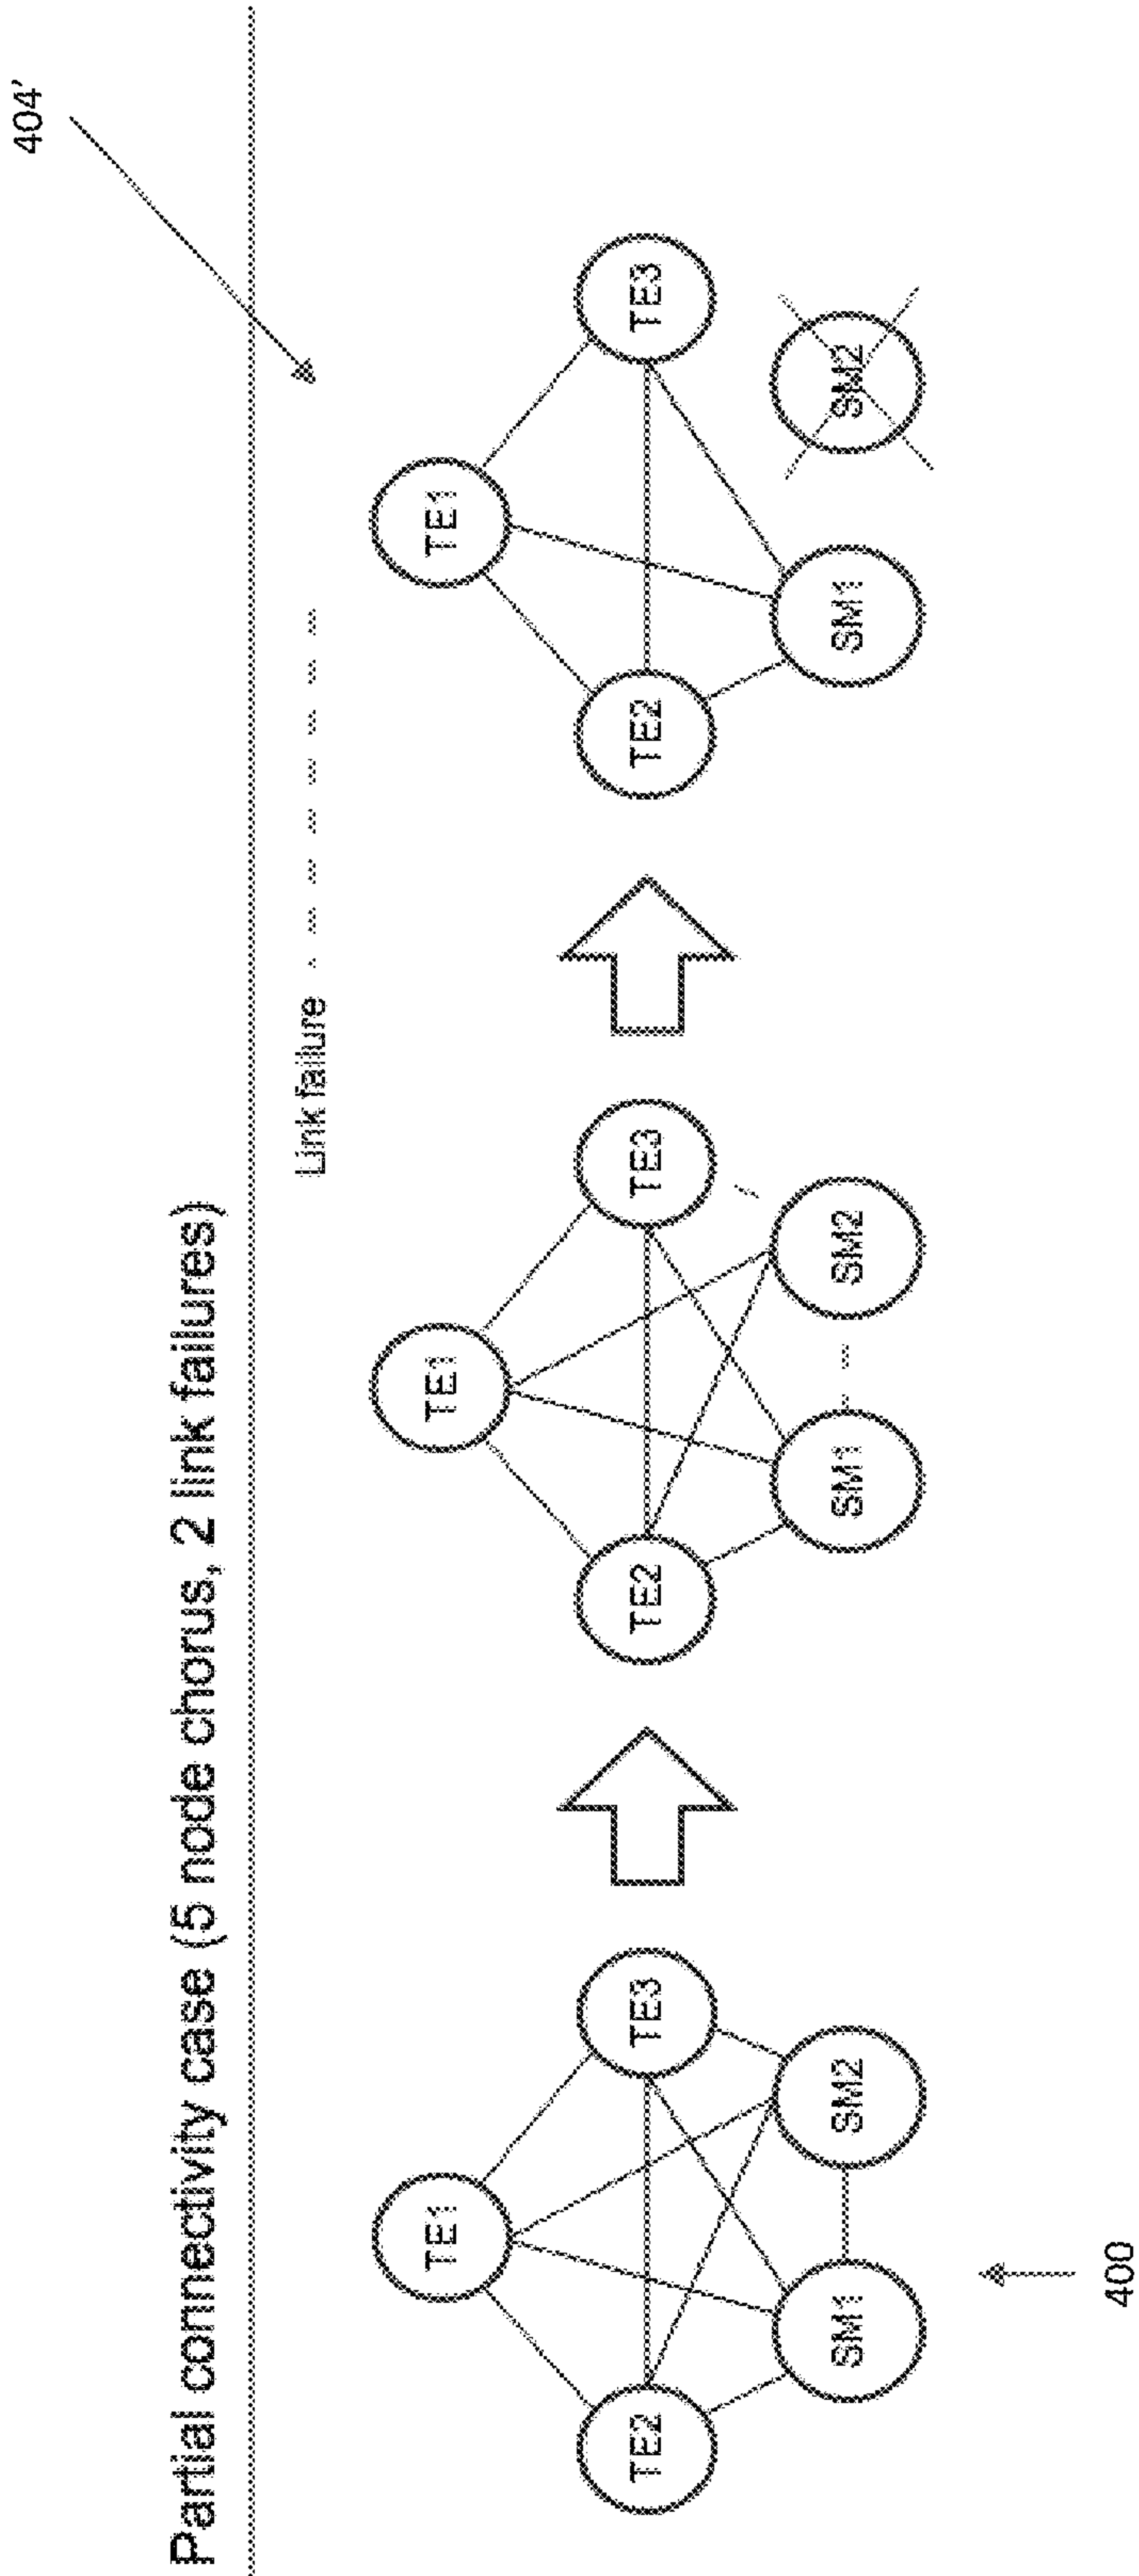 Partial connectivity case (5 node chorus, 2 link failures)
404'
Link failure
TE1
TE2
TE3
SM1
SM2
400
TE1
TE2
TE3
SM1
SM2
TE1
TE2
TE3
SM1
SM2